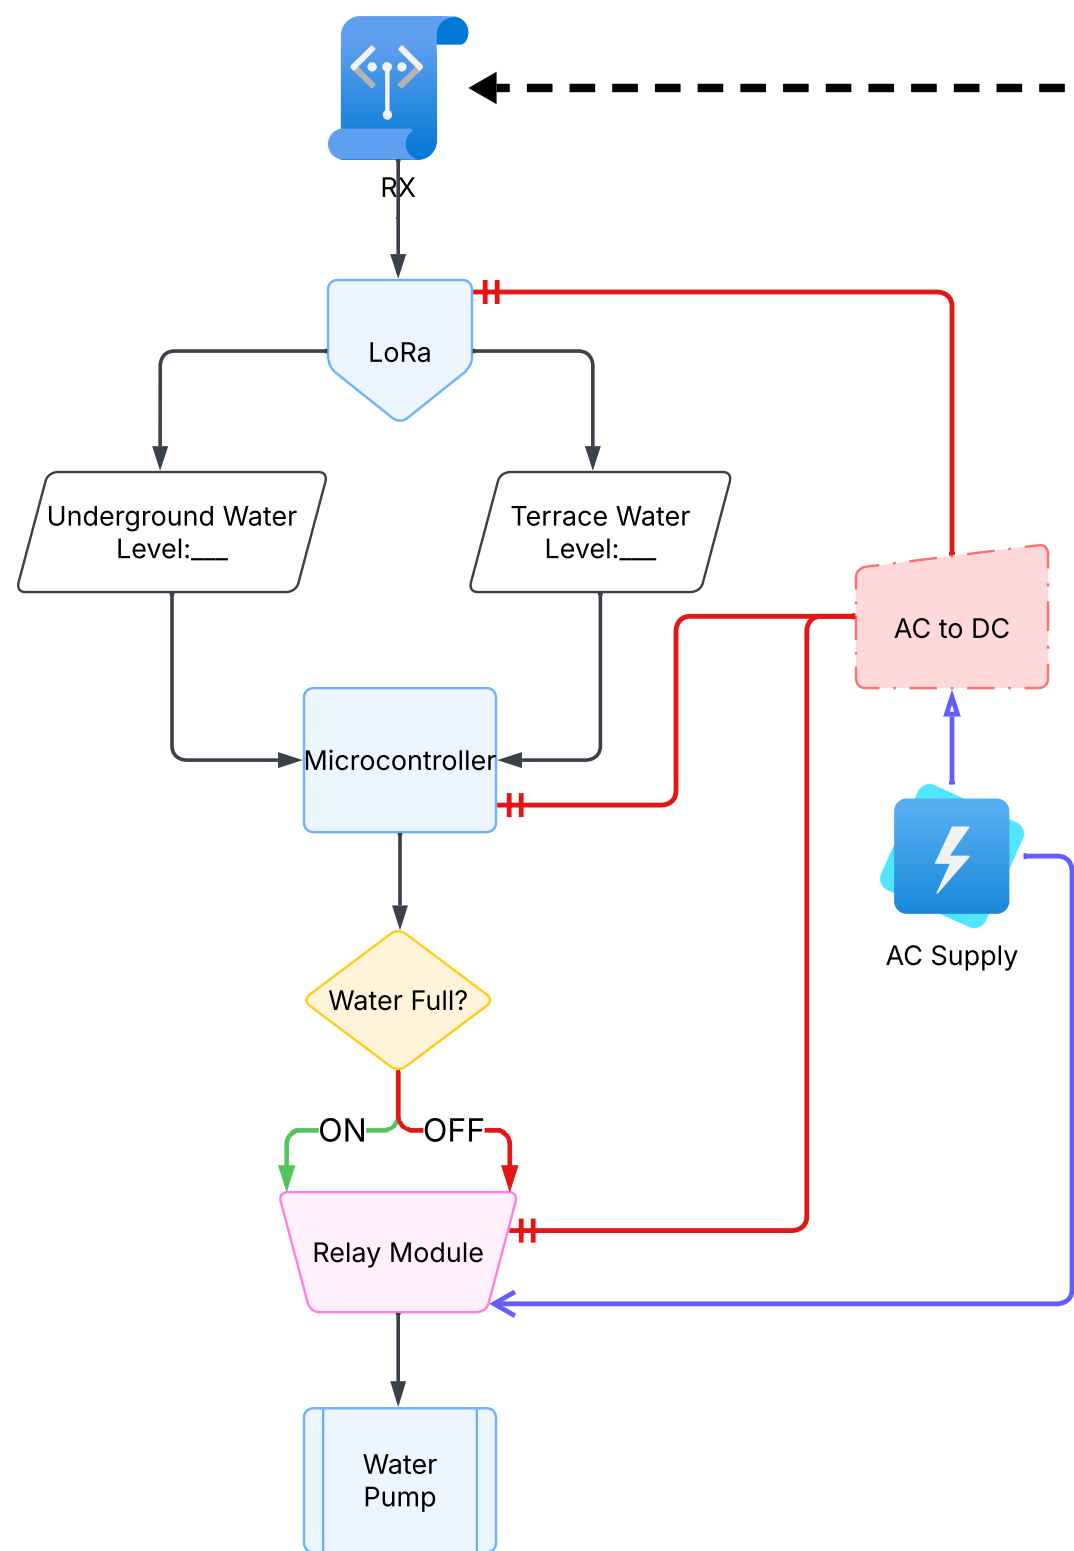 RX
LoRa
Underground Water
Level:___
Terrace Water
Level:___
AC to DC
Microcontroller
AC Supply
Water Full?
ON
OFF
Relay Module
Water
Pump